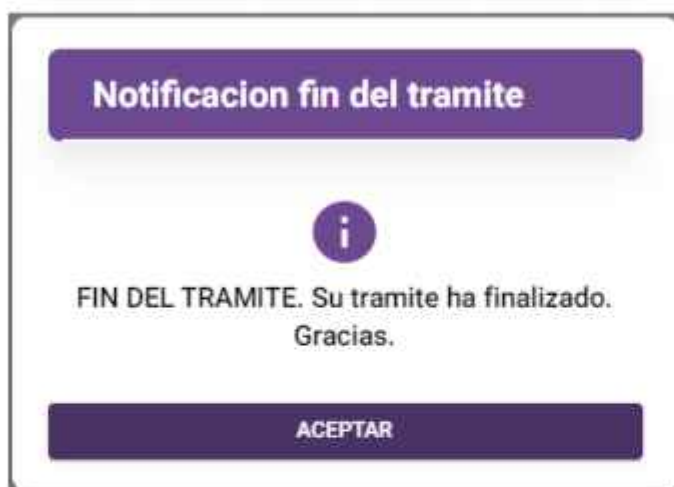 Notificacion fin del tramite
i
FIN DEL TRAMITE. Su tramite ha finalizado.
Gracias.
ACEPTAR